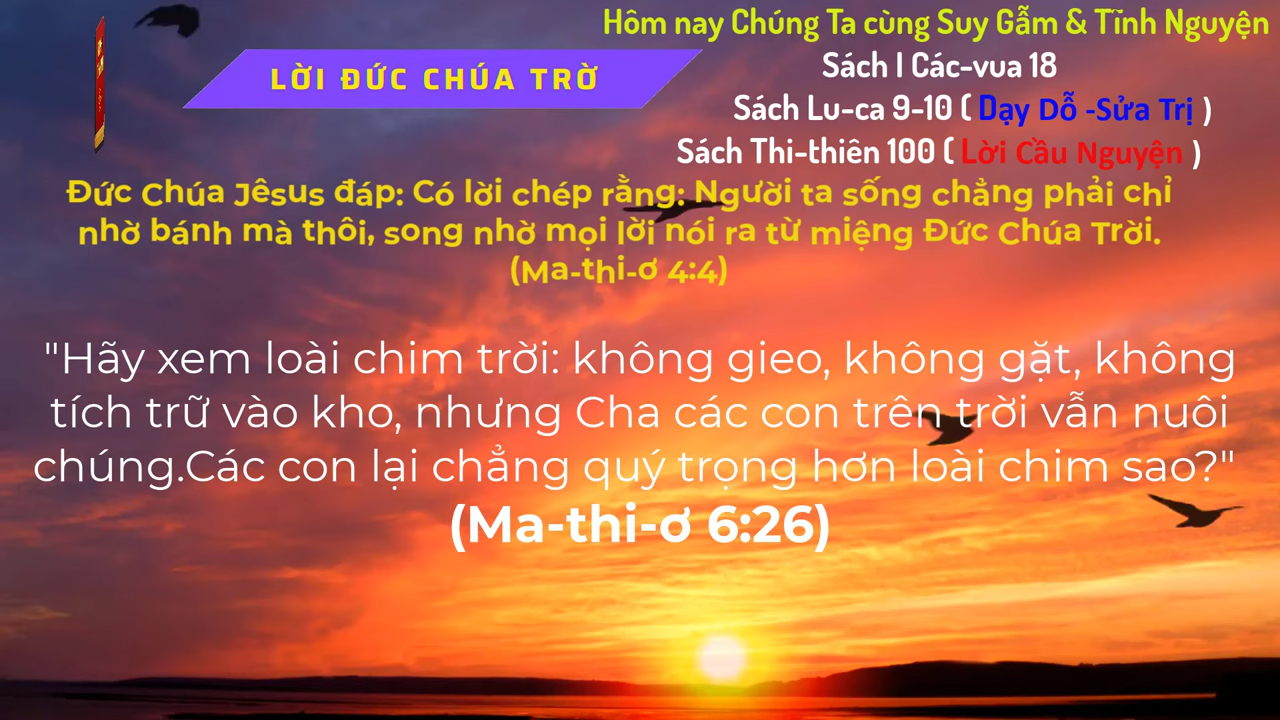 Hôm nay Chúng Ta cùng Suy Gẫm & Tĩnh Nguyện
LỜI ĐỨC CHÚA TRỜ
Sách I Các-vua 18
Sách Lu-ca 9-10 ( Dạy Dỗ -Sửa Trị )
Sách Thi-thiên 100 ( Lời Cầu Nguyện )
Đức Chúa Jêsus đáp: Có lời chép rằng: Người ta sống chẳng phải chỉ
nhờ bánh mà thôi, song nhờ mọi lời nói ra từ miệng Đức Chúa Trời.
(Ma-thi-ơ 4:4)
"Hãy xem loài chim trời: không gieo, không gặt, không
tích trữ vào kho, nhưng Cha các con trên trời vẫn nuôi
chúng.Các con lại chẳng quý trọng hơn loài chim sao?"
(Ma-thi-ơ 6:26)